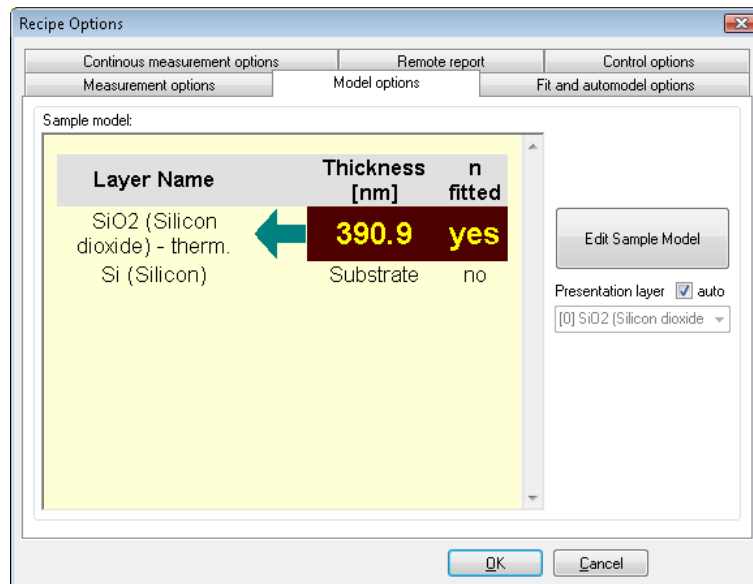 Recipe Options
Continous measurement options
Remote report
Control options
Measurement options
Model options
Fit and automodel options
Sample model:
Layer Name
Thickness
[nm]
n
fitted
SiO2 (Silicon
dioxide) - therm.
390.9
yes
Si (Silicon)
Substrate
no
Edit Sample Model
Presentation layer
auto
[0] SiO2 (Silicon dioxide
OK
Cancel